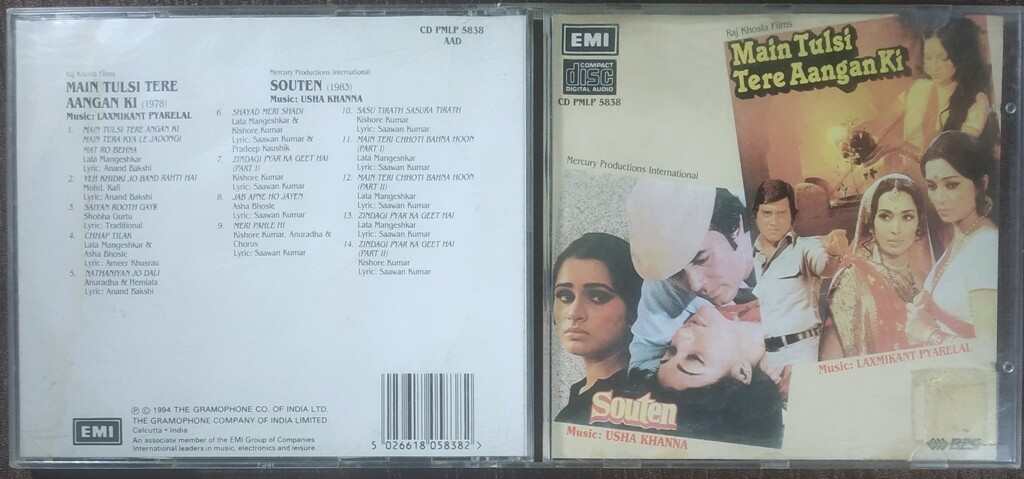 CD PMLP 5838
AAD
Raj Khosla Films
MAIN TULSI TERE
AANGAN KI (1978)
Music: LAXMIKANT PYARELAL
1. MAIN TULSI TERE ANGAN KI
MAIN TERA KYA LE JAOONGI
MAT RO BEHNA
Lata Mangeshkar
Lyric: Anand Bakshi
2. YEH KHIDKI JO BAND RAHTI HAI
Mohd. Rafi
Lyric: Anand Bakshi
3. SAIYAN ROOTH GAYE
Shobha Gurtu
Lyric: Traditional
4. CHHAP TILAK
Lata Mangeshkar &
Asha Bhosle
Lyric: Ameer Khusrau
5. NATHANIYAN JO DALI
Anuradha & Hemlata
Lyric: Anand Bakshi
Mercury Productions International
SOUTEN (1983)
Music: USHA KHANNA
6. SHAYAD MERI SHADI
Lata Mangeshkar &
Kishore Kumar
Lyric: Saawan Kumar &
Pradeep Kaushik
7. ZINDAGI PYAR KA GEET HAI
(PART I)
Kishore Kumar
Lyric: Saawan Kumar
8. JAB APNE HO JAYEN
Asha Bhosle
Lyric: Saawan Kumar
9. MERI PAHLE HI
Kishore Kumar, Anuradha &
Chorus
Lyric: Saawan Kumar
10. SASU TIRATH SASURA TIRATH
Kishore Kumar
Lyric: Saawan Kumar
11. MAIN TERI CHHOTI BAHNA HOON
(PART I)
Lata Mangeshkar
Lyric: Saawan Kumar
12. MAIN TERI CHHOTI BAHNA HOON
(PART II)
Lata Mangeshkar
Lyric: Saawan Kumar
13. ZINDAGI PYAR KA GEET HAI
Lata Mangeshkar
Lyric: Saawan Kumar
14. ZINDAGI PYAR KA GEET HAI
(PART II)
Kishore Kumar
Lyric: Saawan Kumar
EMI
℗ © 1994 THE GRAMOPHONE CO. OF INDIA LTD.
THE GRAMOPHONE COMPANY OF INDIA LIMITED.
Calcutta • India
An associate member of the EMI Group of Companies
International leaders in music, electronics and leisure
5 026618 058382 >
EMI
COMPACT
disc
DIGITAL AUDIO
CD PMLP 5838
Raj Khosla Films
Main Tulsi
Tere Aangan Ki
Mercury Productions International
Music: LAXMIKANT PYARELAL
Souten
Music: USHA KHANNA
RPG